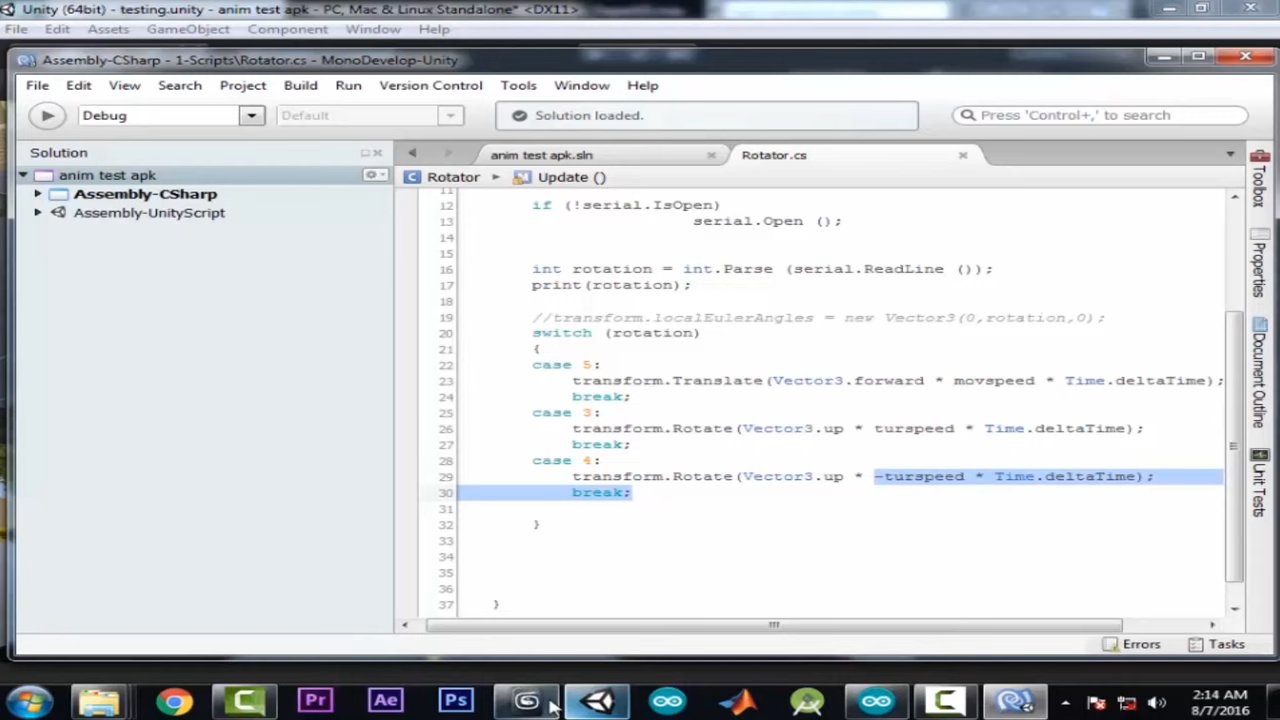 Unity (64bit) - testing.unity - anim test apk - PC, Mac & Linux Standalone* <DX11>
File Edit Assets GameObject Component Window Help
Assembly-CSharp - 1-Scripts\Rotator.cs - MonoDevelop-Unity
File Edit View Search Project Build Run Version Control Tools Window Help
Debug Default Solution loaded. Press 'Control+,' to search
Solution anim test apk.sln Rotator.cs
anim test apk Rotator Update ()
Assembly-CSharp
Assembly-UnityScript
11
12 if (!serial.IsOpen)
13 serial.Open ();
14
15
16 int rotation = int.Parse (serial.ReadLine ());
17 print(rotation);
18
19 //transform.localEulerAngles = new Vector3(0,rotation,0);
20 switch (rotation)
21 {
22 case 5:
23 transform.Translate(Vector3.forward * movspeed * Time.deltaTime);
24 break;
25 case 3:
26 transform.Rotate(Vector3.up * turspeed * Time.deltaTime);
27 break;
28 case 4:
29 transform.Rotate(Vector3.up * -turspeed * Time.deltaTime);
30 break;
31
32 }
33
34
35
36
37 }
Toolbox
Properties
Document Outline
Unit Tests
Errors Tasks
Pr Ae Ps
2:14 AM
8/7/2016